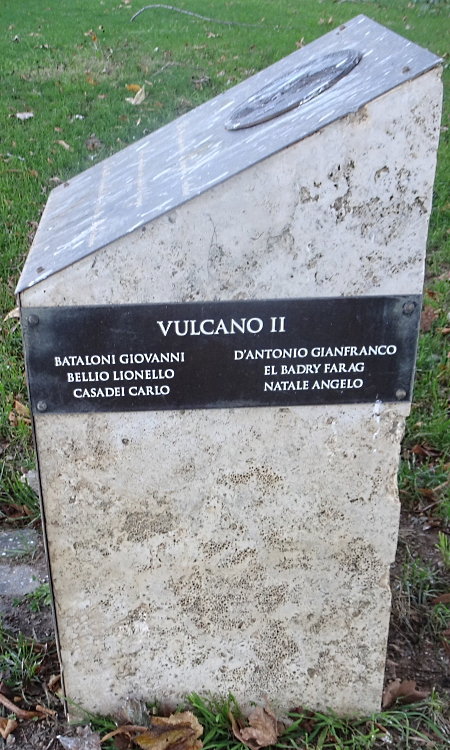 VULCANO II
BATALONI GIOVANNI
BELLIO LIONELLO
CASADEI CARLO
D'ANTONIO GIANFRANCO
EL BADRY FARAG
NATALE ANGELO